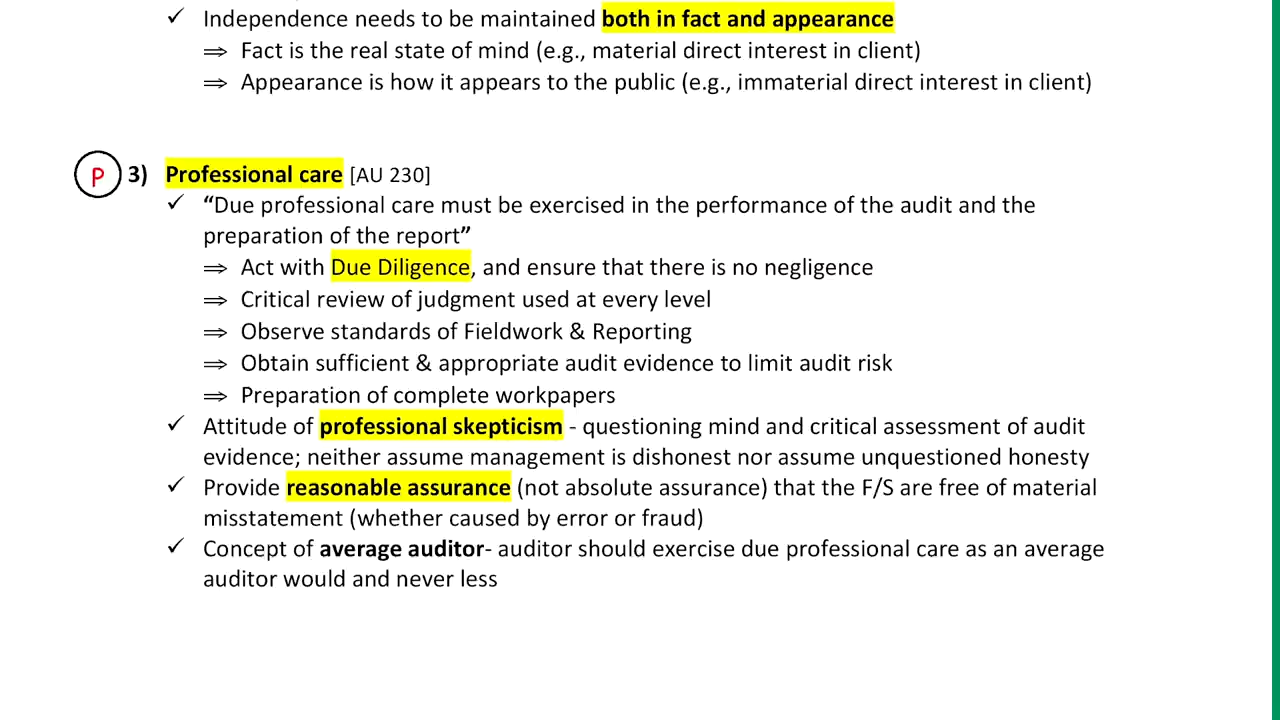 ✓ Independence needs to be maintained both in fact and appearance
⇒ Fact is the real state of mind (e.g., material direct interest in client)
⇒ Appearance is how it appears to the public (e.g., immaterial direct interest in client)
P 3) Professional care [AU 230]
✓ “Due professional care must be exercised in the performance of the audit and the
preparation of the report”
⇒ Act with Due Diligence, and ensure that there is no negligence
⇒ Critical review of judgment used at every level
⇒ Observe standards of Fieldwork & Reporting
⇒ Obtain sufficient & appropriate audit evidence to limit audit risk
⇒ Preparation of complete workpapers
✓ Attitude of professional skepticism - questioning mind and critical assessment of audit
evidence; neither assume management is dishonest nor assume unquestioned honesty
✓ Provide reasonable assurance (not absolute assurance) that the F/S are free of material
misstatement (whether caused by error or fraud)
✓ Concept of average auditor- auditor should exercise due professional care as an average
auditor would and never less